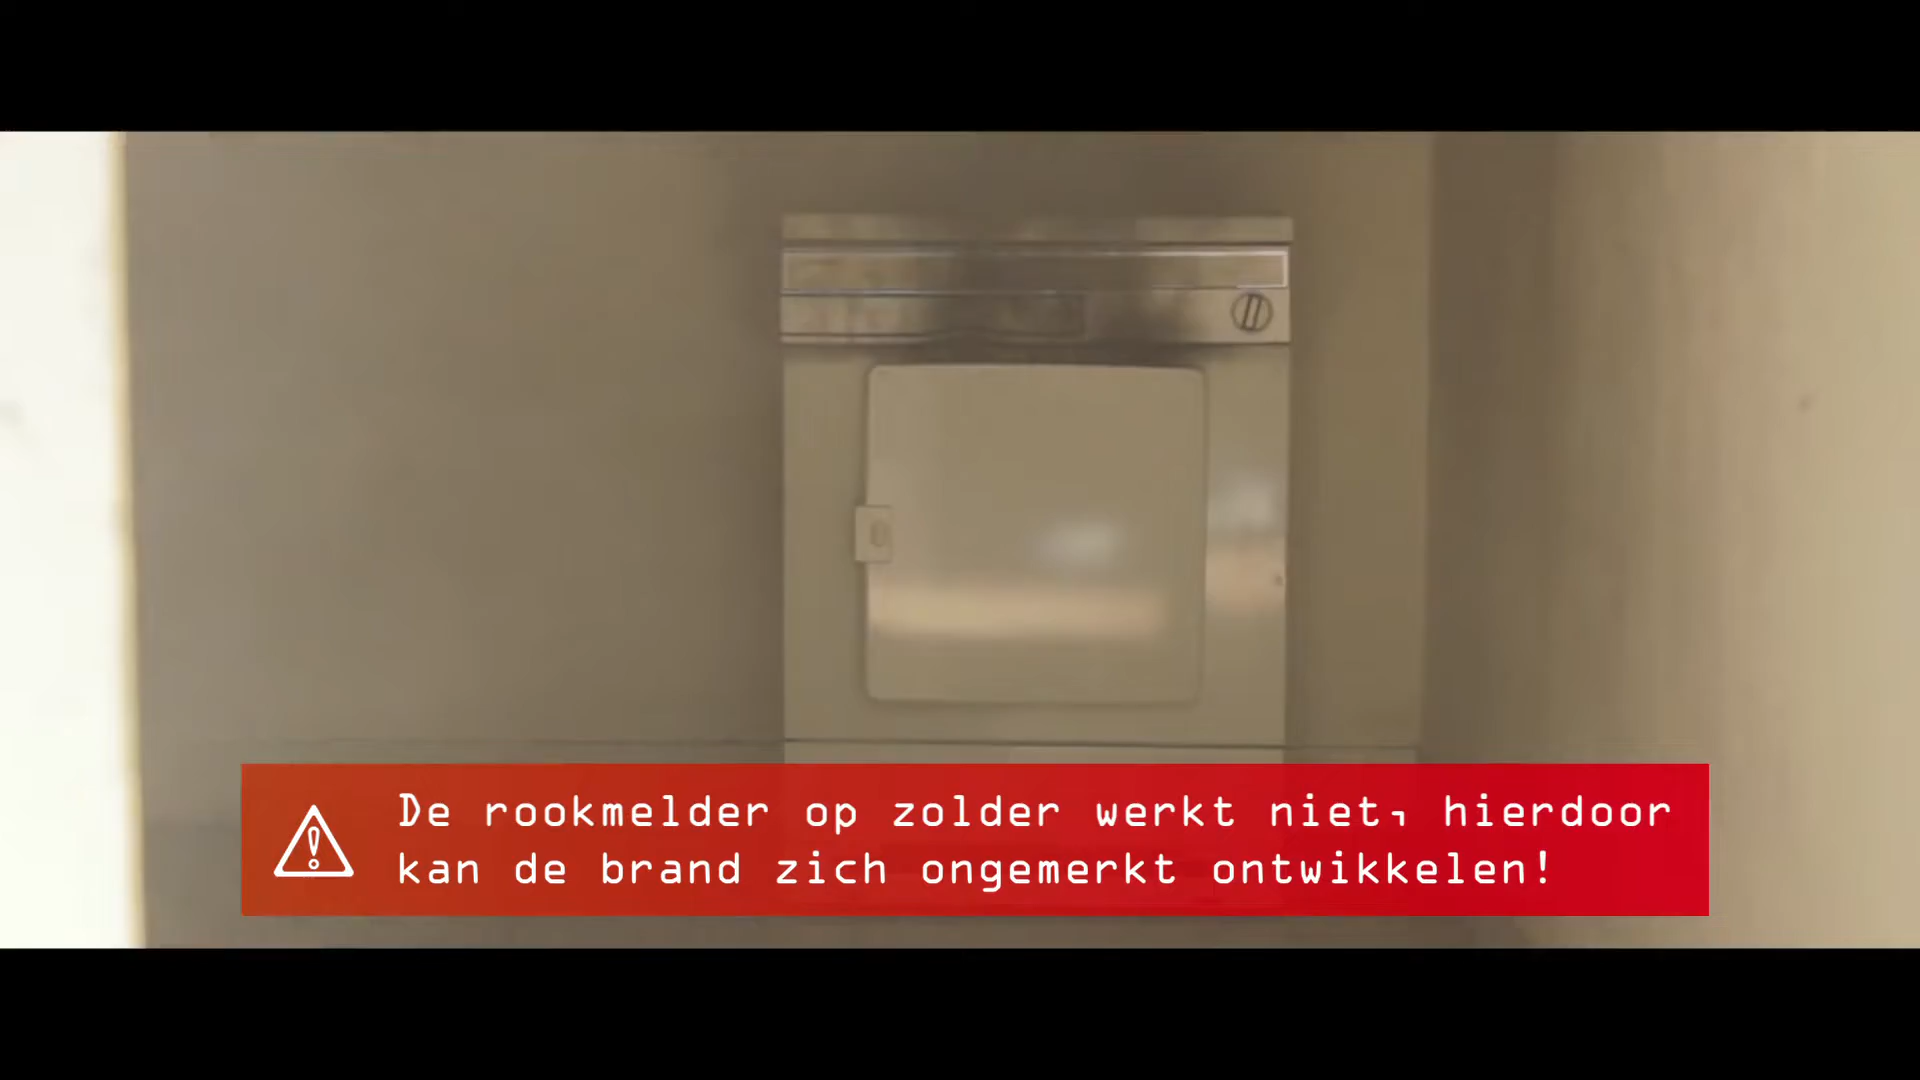 De rookmelder op zolder werkt niet, hierdoor
kan de brand zich ongemerkt ontwikkelen!